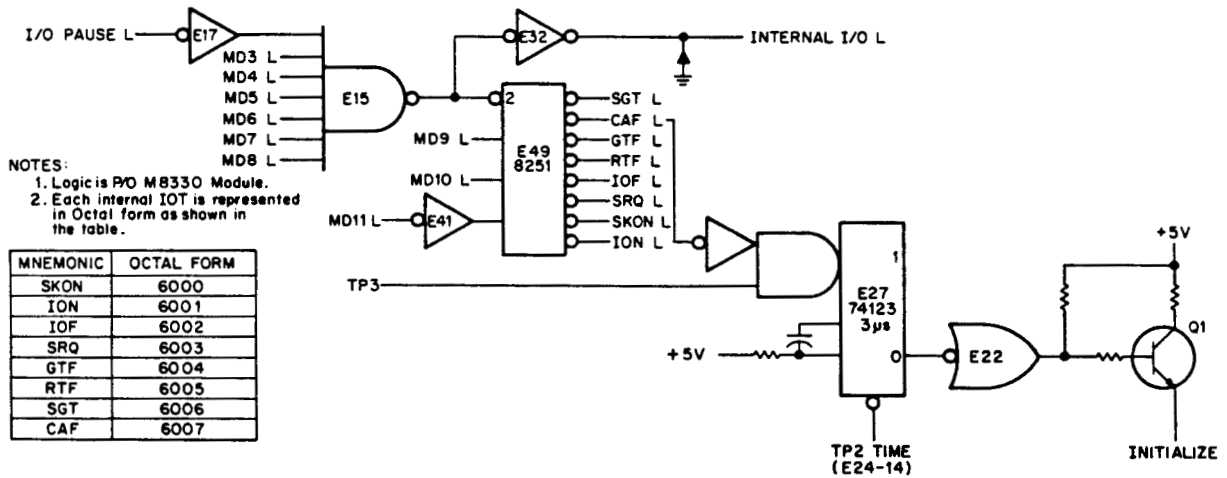 I/O PAUSE L
E17
MD3 L
MD4 L
MD5 L
MD6 L
MD7 L
MD8 L
E15
E32
INTERNAL I/O L
2
E49
8251
MD9 L
MD10 L
MD11 L
E41
SGT L
CAF L
GTF L
RTF L
IOF L
SRQ L
SKON L
ION L
NOTES:
1. Logic is P/O M8330 Module.
2. Each internal IOT is represented
in Octal form as shown in
the table.
MNEMONIC OCTAL FORM
SKON 6000
ION 6001
IOF 6002
SRQ 6003
GTF 6004
RTF 6005
SGT 6006
CAF 6007
TP3
+5V
1
E27
74123
3µs
0
TP2 TIME
(E24-14)
E22
+5V
Q1
INITIALIZE